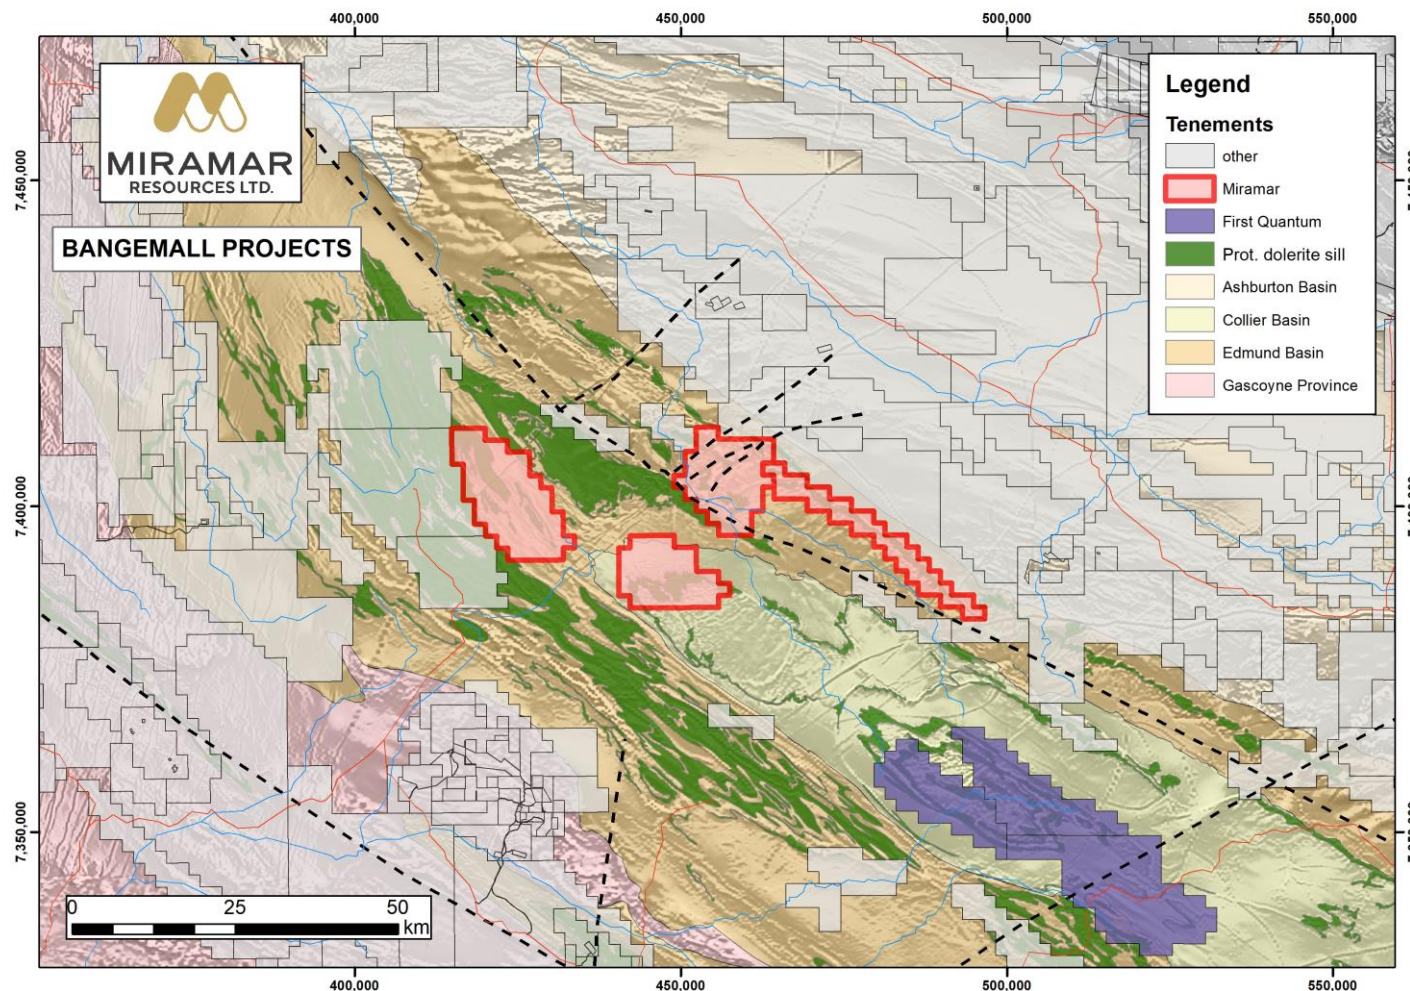 400,000
450,000
500,000
550,000
MIRAMAR
RESOURCES LTD.
BANGEMALL PROJECTS
Legend
Tenements
other
Miramar
First Quantum
Prot. dolerite sill
Ashburton Basin
Collier Basin
Edmund Basin
Gascoyne Province
7,450,000
7,400,000
7,350,000
0
25
50
km
400,000
450,000
500,000
550,000